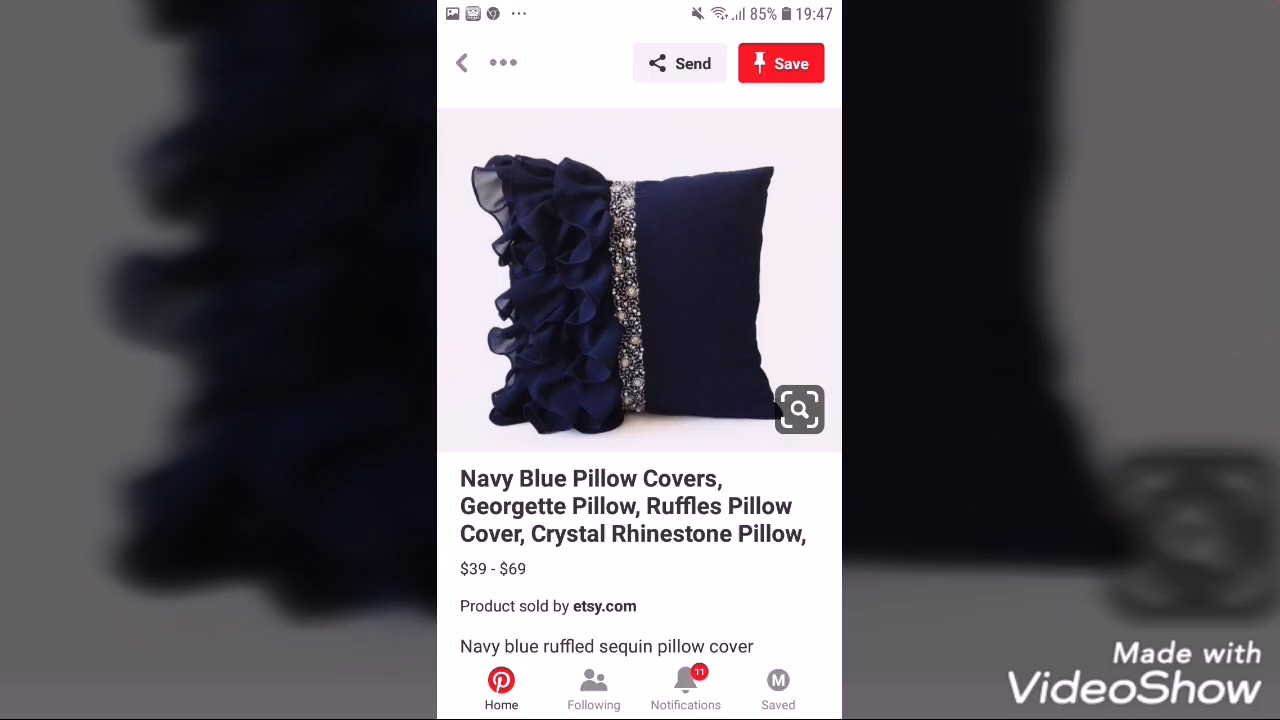 85% 19:47
Send
Save
Navy Blue Pillow Covers,
Georgette Pillow, Ruffles Pillow
Cover, Crystal Rhinestone Pillow,
$39 - $69
Product sold by etsy.com
Navy blue ruffled sequin pillow cover
11
Home
Following
Notifications
M
Saved
Made with
VideoShow